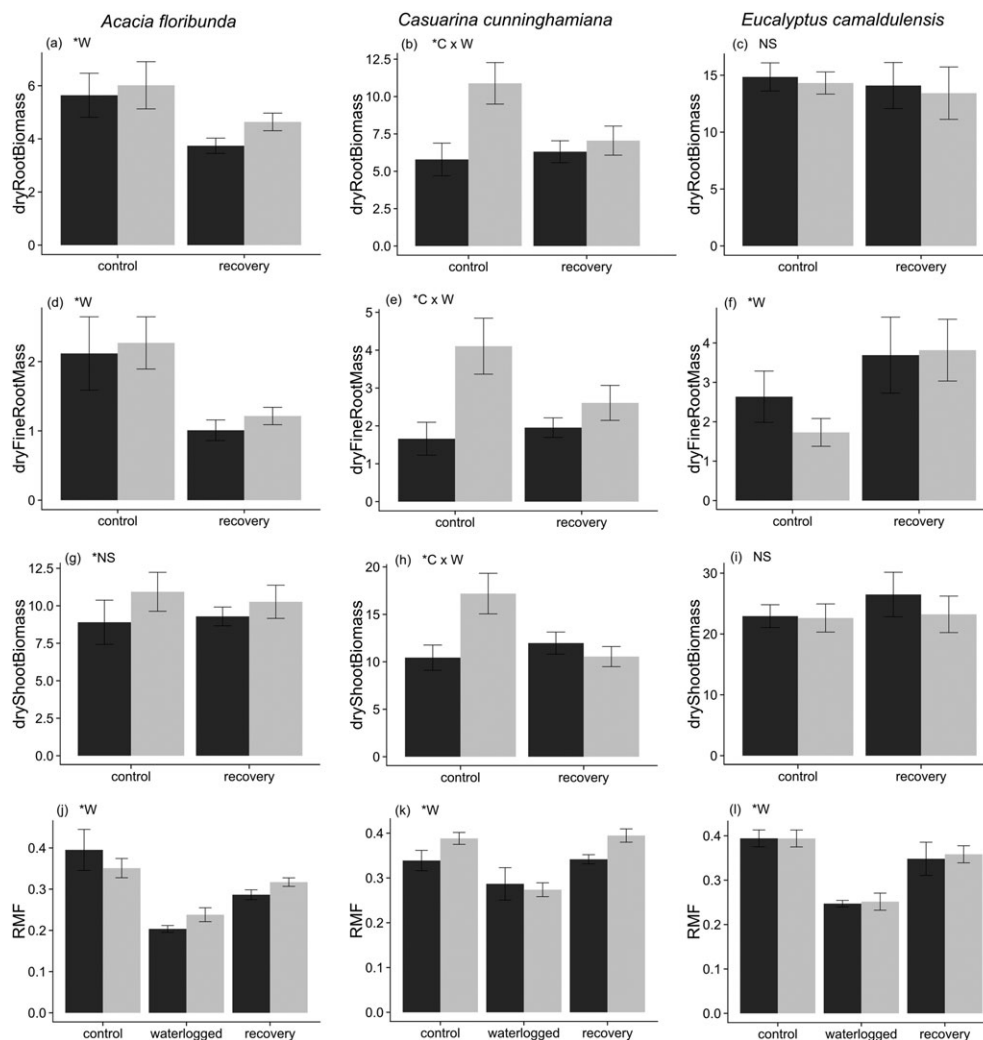 Acacia floribunda
Casuarina cunninghamiana
Eucalyptus camaldulensis
(a) *W
dryRootBiomass
6
4
2
0
control recovery
(b) *C x W
dryRootBiomass
12.5
10.0
7.5
5.0
2.5
0.0
control recovery
(c) NS
dryRootBiomass
15
10
15
0
control recovery
(d) *W
dryFineRootMass
2
1
0
control recovery
(e) *C x W
dryFineRootMass
5
4
3
2
1
0
control recovery
(f) *W
dryFineRootMass
4
3
2
1
0
control recovery
(g) *NS
dryShootBiomass
12.5
10.0
7.5
5.0
2.5
0.0
control recovery
(h) *C x W
dryShootBiomass
20
15
10
5
0
control recovery
(i) NS
dryShootBiomass
30
20
10
0
control recovery
(j) *W
RMF
0.4
0.3
0.2
0.1
0.0
control waterlogged recovery
(k) *W
RMF
0.4
0.3
0.2
0.1
0.0
control waterlogged recovery
(l) *W
RMF
0.4
0.3
0.2
0.1
0.0
control waterlogged recovery